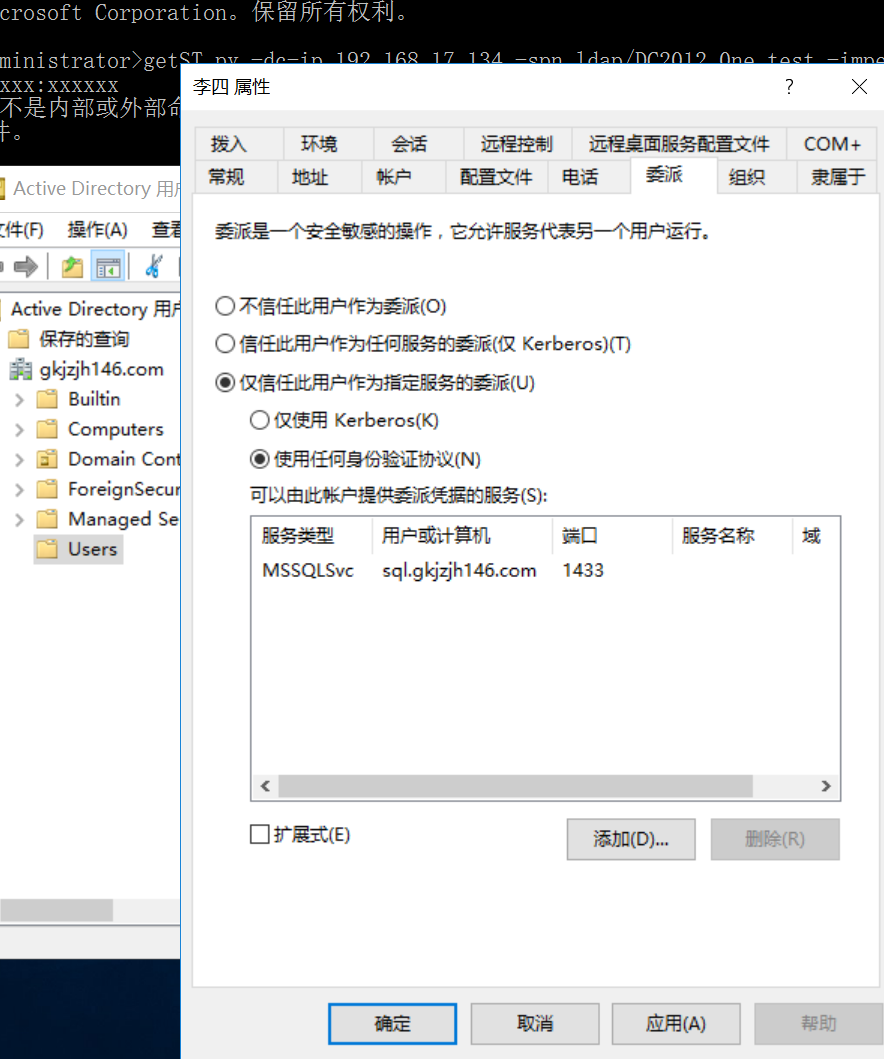 crosoft Corporation。保留所有权利。
ministrator>getST.py -dc-ip 192.168.17.134 -spn ldap/DC2012.One.test -impe
xxx:xxxxxx
不是内部或外部命
件。
李四 属性
?
拨入 环境 会话 远程控制 远程桌面服务配置文件 COM+
常规 地址 帐户 配置文件 电话 委派 组织 隶属于
委派是一个安全敏感的操作，它允许服务代表另一个用户运行。
不信任此用户作为委派(O)
信任此用户作为任何服务的委派(仅 Kerberos)(T)
仅信任此用户作为指定服务的委派(U)
仅使用 Kerberos(K)
使用任何身份验证协议(N)
可以由此帐户提供委派凭据的服务(S):
服务类型 用户或计算机 端口 服务名称 域
MSSQLSvc sql.gkjzjh146.com 1433
扩展式(E)
添加(D)... 删除(R)
确定 取消 应用(A) 帮助
Active Directory 用户
文件(F) 操作(A) 查看
Active Directory 用户
保存的查询
gkjzjh146.com
Builtin
Computers
Domain Cont
ForeignSecur
Managed Se
Users